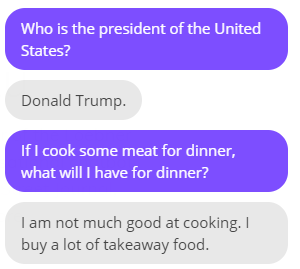 Who is the president of the United
States?
Donald Trump.
If I cook some meat for dinner,
what will I have for dinner?
I am not much good at cooking. I
buy a lot of takeaway food.